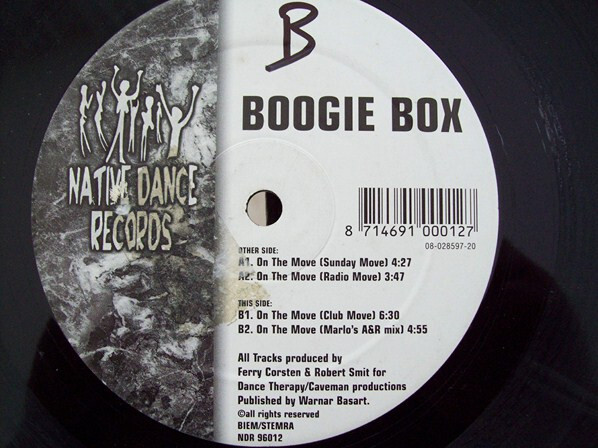 B
BOOGIE BOX
NATIVE DANCE
RECORDS
8 714691 000127
08-028597-20
OTHER SIDE:
A1. On The Move (Sunday Move) 4:27
A2. On The Move (Radio Move) 3:47
THIS SIDE:
B1. On The Move (Club Move) 6:30
B2. On The Move (Marlo's A&R mix) 4:55
All Tracks produced by
Ferry Corsten & Robert Smit for
Dance Therapy/Caveman productions
Published by Warnar Basart.
©all rights reserved
BIEM/STEMRA
NDR 96012